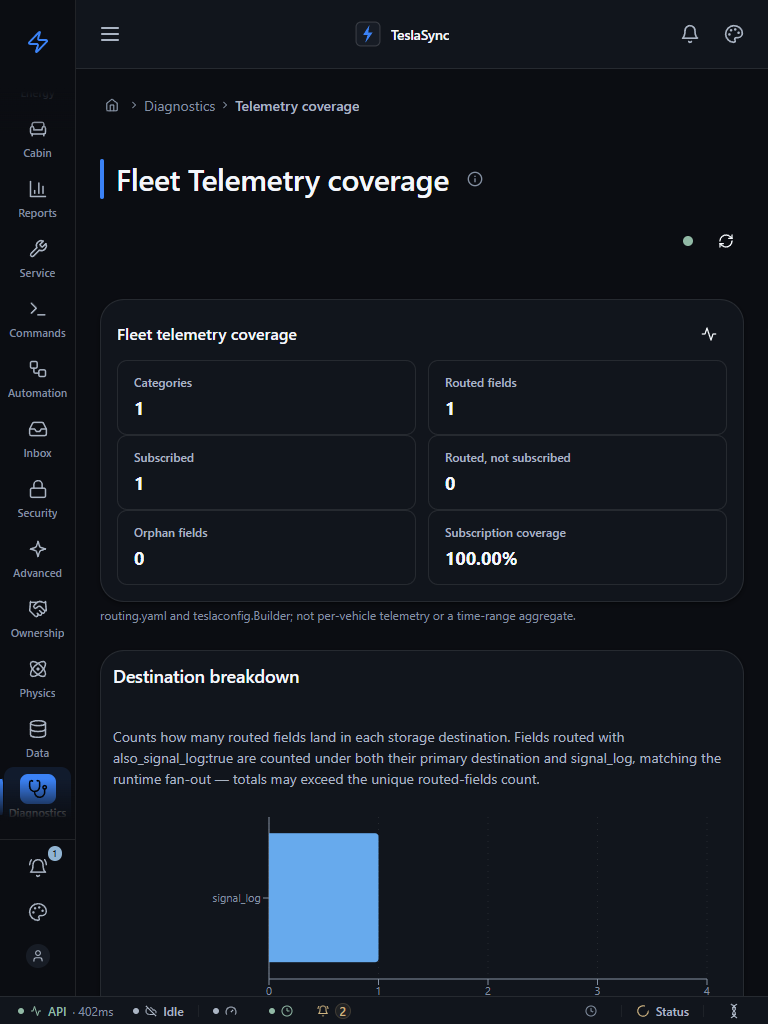 TeslaSync
Energy
Cabin
Reports
Service
Commands
Automation
Inbox
Security
Advanced
Ownership
Physics
Data
Diagnostics
1
Diagnostics
Telemetry coverage
Fleet Telemetry coverage
Fleet telemetry coverage
Categories
1
Routed fields
1
Subscribed
1
Routed, not subscribed
0
Orphan fields
0
Subscription coverage
100.00%
routing.yaml and teslaconfig.Builder; not per-vehicle telemetry or a time-range aggregate.
Destination breakdown
Counts how many routed fields land in each storage destination. Fields routed with
also_signal_log:true are counted under both their primary destination and signal_log, matching the
runtime fan-out — totals may exceed the unique routed-fields count.
signal_log
0 1 2 3 4
API · 402ms Idle 2 Status